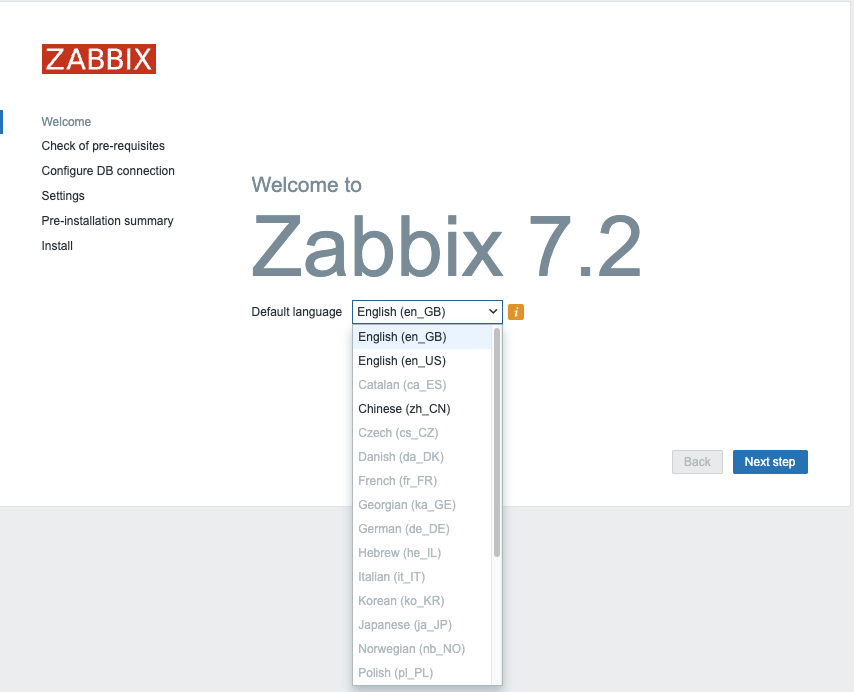 ZABBIX
Welcome
Check of pre-requisites
Configure DB connection
Settings
Pre-installation summary
Install
Welcome to
Zabbix 7.2
Default language English (en_GB) i
English (en_GB)
English (en_US)
Catalan (ca_ES)
Chinese (zh_CN)
Czech (cs_CZ)
Danish (da_DK)
French (fr_FR)
Georgian (ka_GE)
German (de_DE)
Hebrew (he_IL)
Italian (it_IT)
Korean (ko_KR)
Japanese (ja_JP)
Norwegian (nb_NO)
Polish (pl_PL)
Back Next step